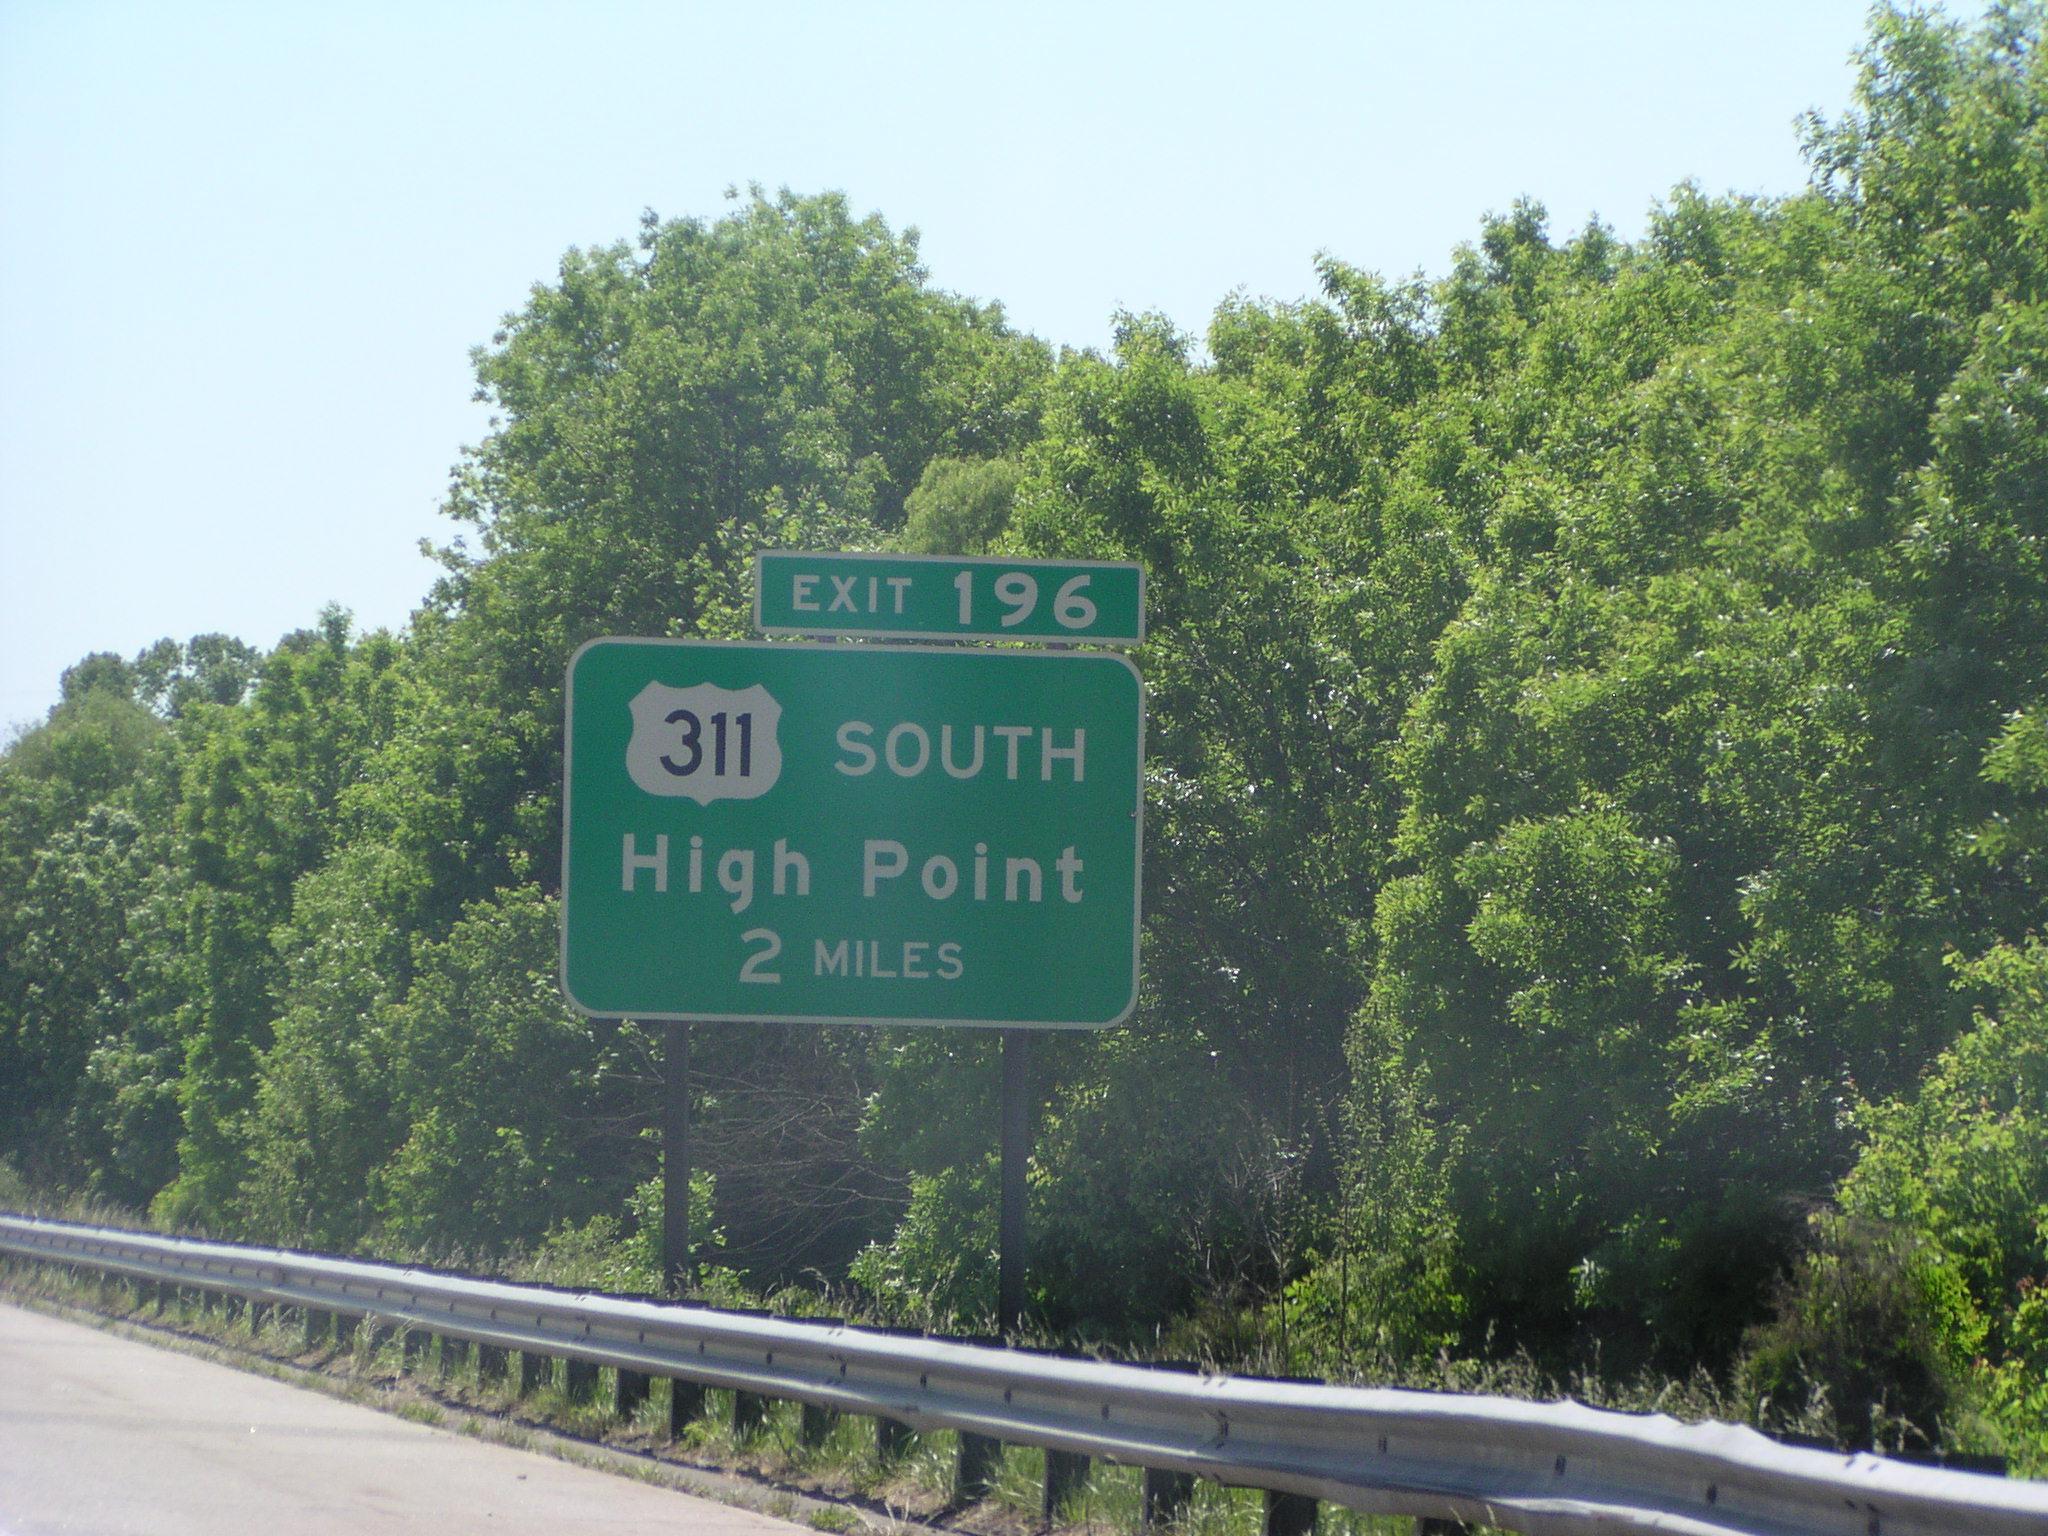 EXIT 196
311 SOUTH
High Point
2 MILES